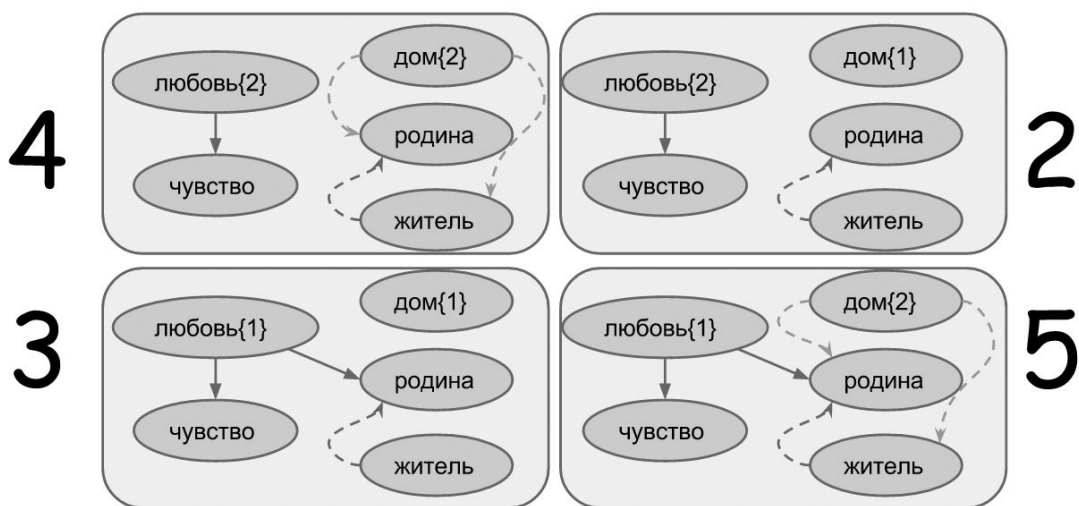 4
любовь{2}
чувство
дом{2}
родина
житель
любовь{2}
чувство
дом{1}
родина
житель
2
3
любовь{1}
чувство
дом{1}
родина
житель
любовь{1}
чувство
дом{2}
родина
житель
5